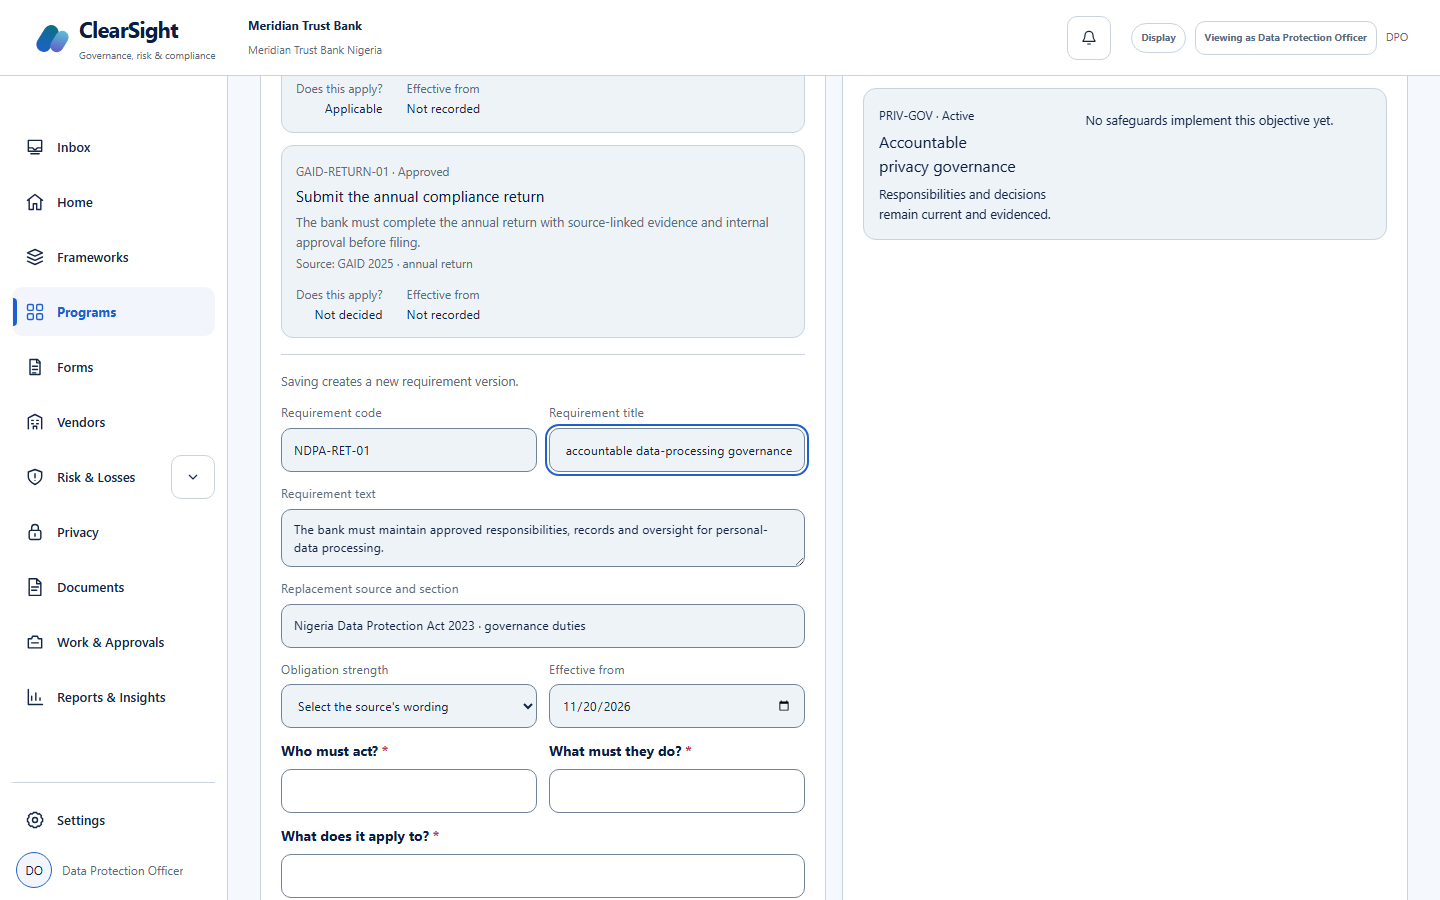 ClearSight
Governance, risk & compliance
Meridian Trust Bank
Meridian Trust Bank Nigeria
Display
Viewing as Data Protection Officer
DPO
Inbox
Home
Frameworks
Programs
Forms
Vendors
Risk & Losses
Privacy
Documents
Work & Approvals
Reports & Insights
Settings
DO
Data Protection Officer
Does this apply?
Applicable
Effective from
Not recorded
GAID-RETURN-01 · Approved
Submit the annual compliance return
The bank must complete the annual return with source-linked evidence and internal
approval before filing.
Source: GAID 2025 · annual return
Does this apply?
Not decided
Effective from
Not recorded
Saving creates a new requirement version.
Requirement code
NDPA-RET-01
Requirement title
accountable data-processing governance
Requirement text
The bank must maintain approved responsibilities, records and oversight for personal-
data processing.
Replacement source and section
Nigeria Data Protection Act 2023 · governance duties
Obligation strength
Select the source's wording
Effective from
11/20/2026
Who must act? *
What must they do? *
What does it apply to? *
PRIV-GOV · Active
Accountable
privacy governance
Responsibilities and decisions
remain current and evidenced.
No safeguards implement this objective yet.